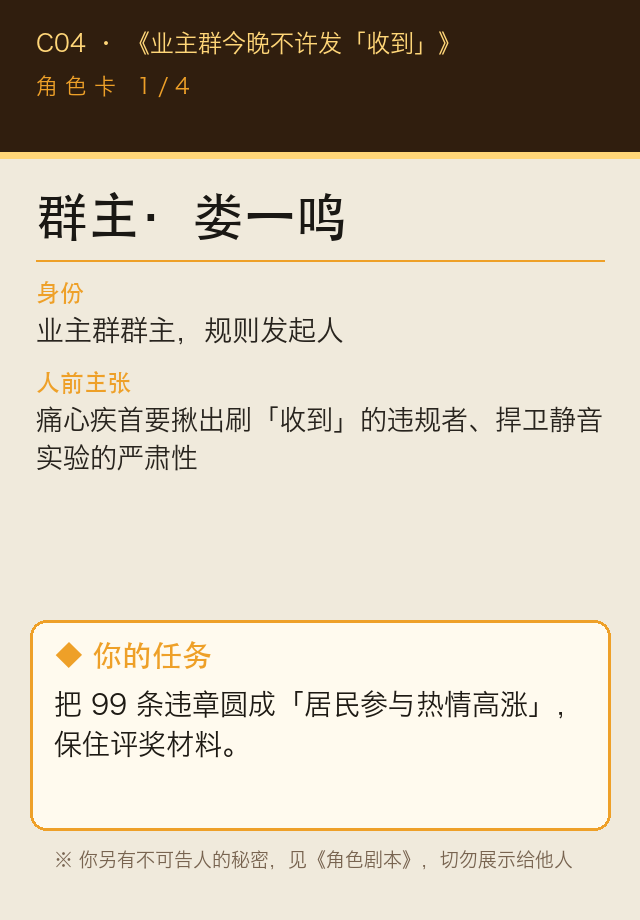 C04 · 《业主群今晚不许发「收到」》
角色卡 1/4
群主· 娄一鸣
身份
业主群群主，规则发起人
人前主张
痛心疾首要揪出刷「收到」的违规者、捍卫静音
实验的严肃性
◆ 你的任务
把 99 条违章圆成「居民参与热情高涨」，
保住评奖材料。
※ 你另有不可告人的秘密，见《角色剧本》，切勿展示给他人